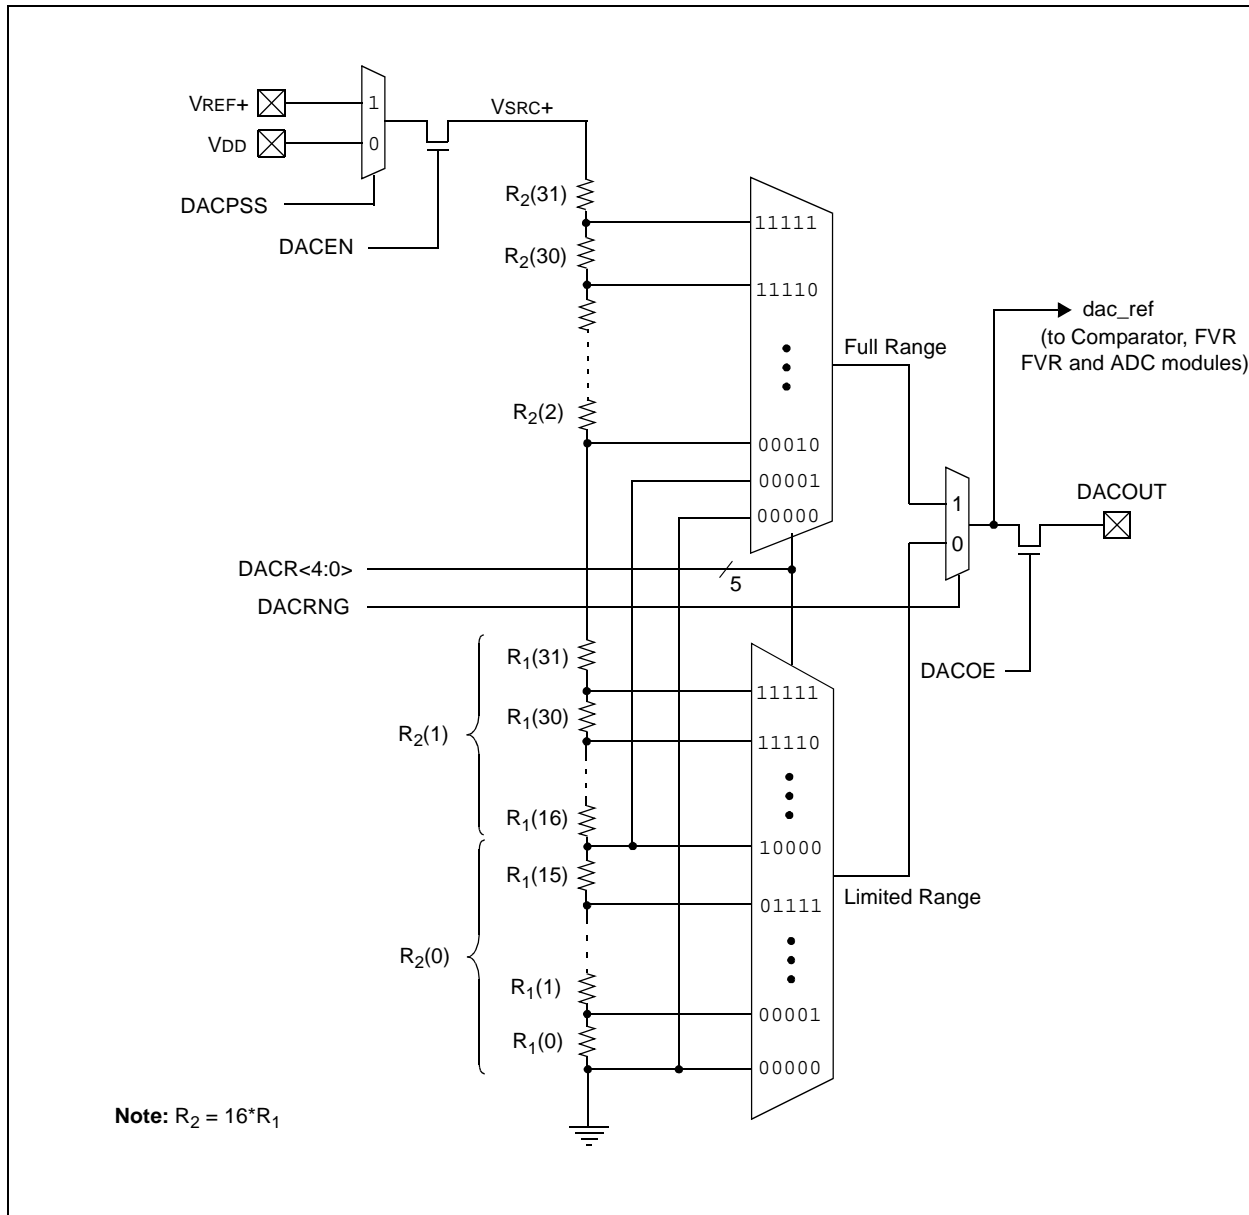 VREF+
1
VSRC+
VDD
0
DACPSS
R2(31)
11111
DACEN
R2(30)
11110
dac_ref
(to Comparator, FVR
FVR and ADC modules)
Full Range
R2(2)
00010
00001
00000
1
0
DACOUT
DACR<4:0>
5
DACRNG
DACOE
R1(31)
11111
R1(30)
11110
R2(1)
R1(16)
10000
R1(15)
01111
Limited Range
R2(0)
R1(1)
00001
R1(0)
00000
Note: R2 = 16*R1